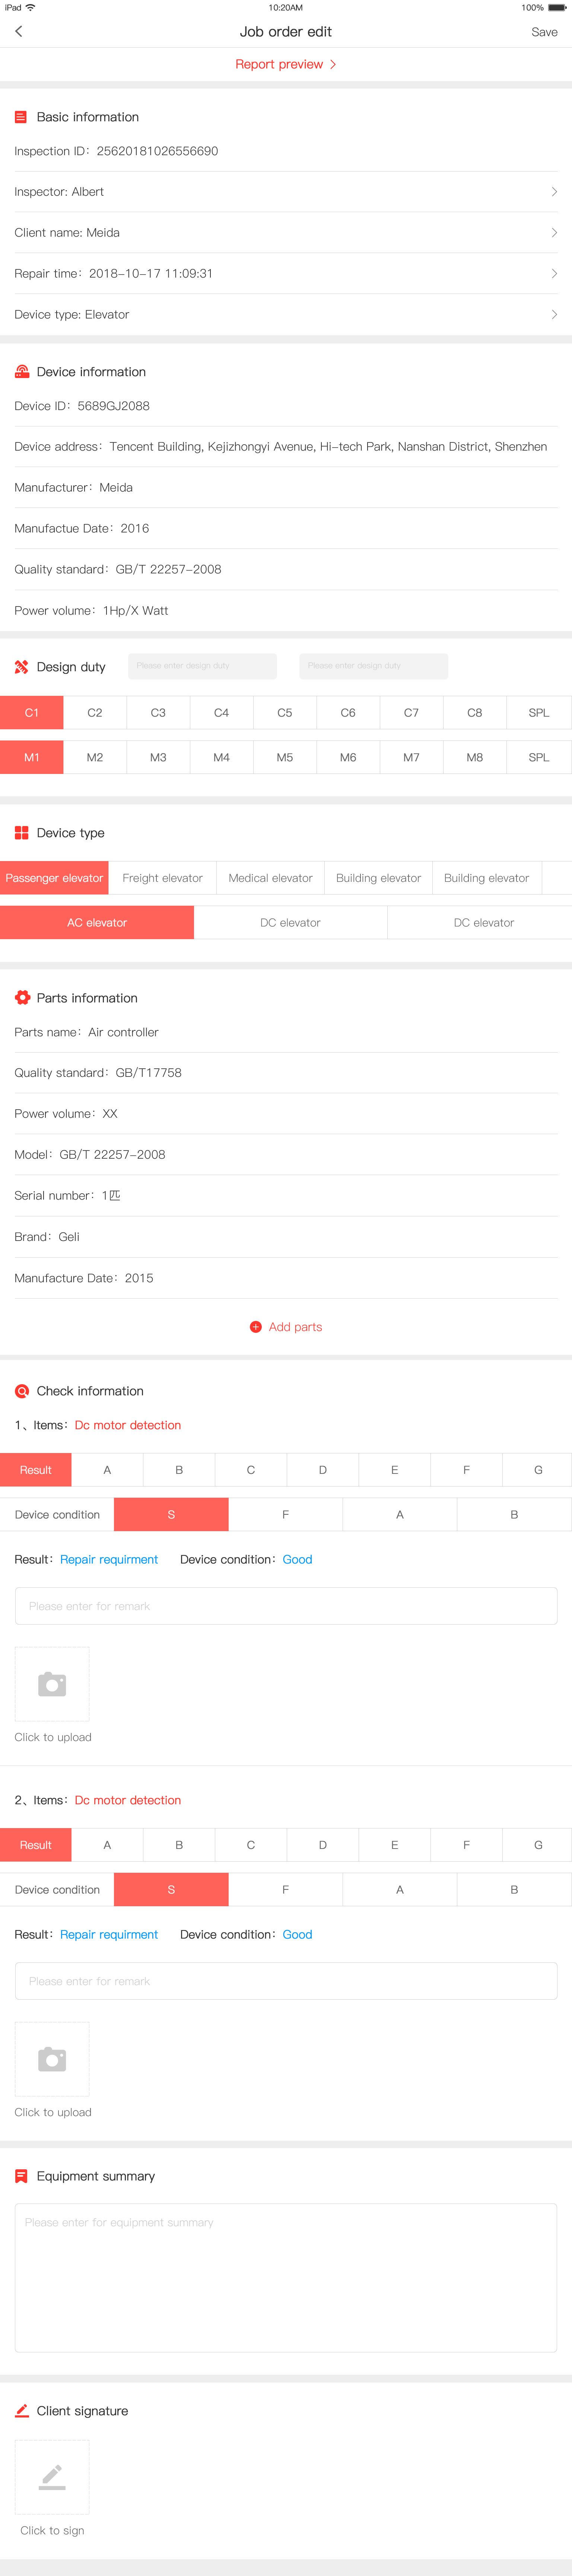 iPad 10:20AM 100%
Job order edit Save
Report preview
Basic information
Inspection ID：25620181026556690
Inspector: Albert
Client name: Meida
Repair time：2018-10-17 11:09:31
Device type: Elevator
Device information
Device ID：5689GJ2088
Device address：Tencent Building, Kejizhongyi Avenue, Hi-tech Park, Nanshan District, Shenzhen
Manufacturer：Meida
Manufactue Date：2016
Quality standard：GB/T 22257-2008
Power volume：1Hp/X Watt
Design duty Please enter design duty Please enter design duty
C1 C2 C3 C4 C5 C6 C7 C8 SPL
M1 M2 M3 M4 M5 M6 M7 M8 SPL
Device type
Passenger elevator Freight elevator Medical elevator Building elevator Building elevator
AC elevator DC elevator DC elevator
Parts information
Parts name：Air controller
Quality standard：GB/T17758
Power volume：XX
Model：GB/T 22257-2008
Serial number：1匹
Brand：Geli
Manufacture Date：2015
Add parts
Check information
1、Items：Dc motor detection
Result A B C D E F G
Device condition S F A B
Result：Repair requirment Device condition：Good
Please enter for remark
Click to upload
2、Items：Dc motor detection
Result A B C D E F G
Device condition S F A B
Result：Repair requirment Device condition：Good
Please enter for remark
Click to upload
Equipment summary
Please enter for equipment summary
Client signature
Click to sign